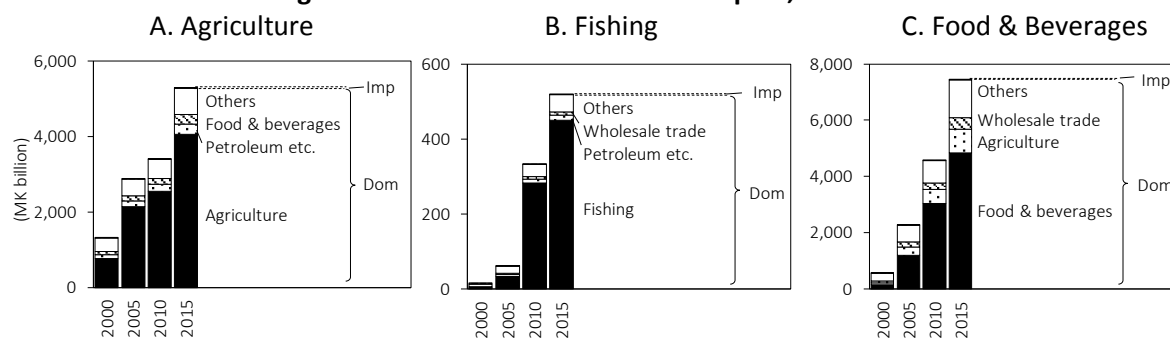 A. Agriculture
6,000
4,000
2,000
0
(MK billion)
Others
Food & beverages
Petroleum etc.
Agriculture
Imp
Dom
2000
2005
2010
2015
B. Fishing
600
400
200
0
Others
Wholesale trade
Petroleum etc.
Fishing
Imp
Dom
2000
2005
2010
2015
C. Food & Beverages
8,000
6,000
4,000
2,000
0
Others
Wholesale trade
Agriculture
Food & beverages
Imp
Dom
2000
2005
2010
2015